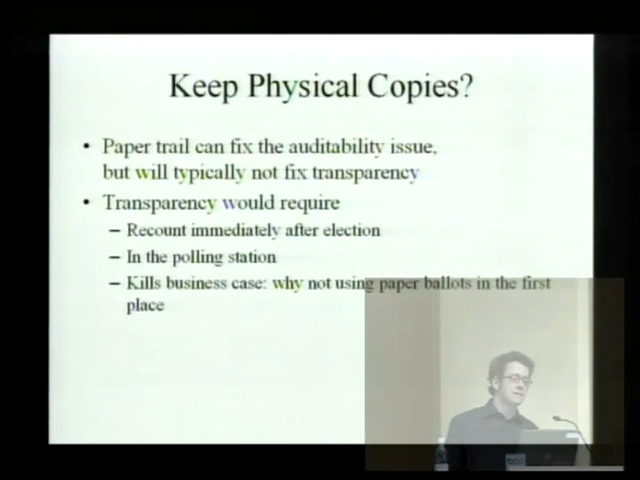 Keep Physical Copies?
• Paper trail can fix the auditability issue,
but will typically not fix transparency
• Transparency would require
– Recount immediately after election
– In the polling station
– Kills business case: why not using paper ballots in the first
place